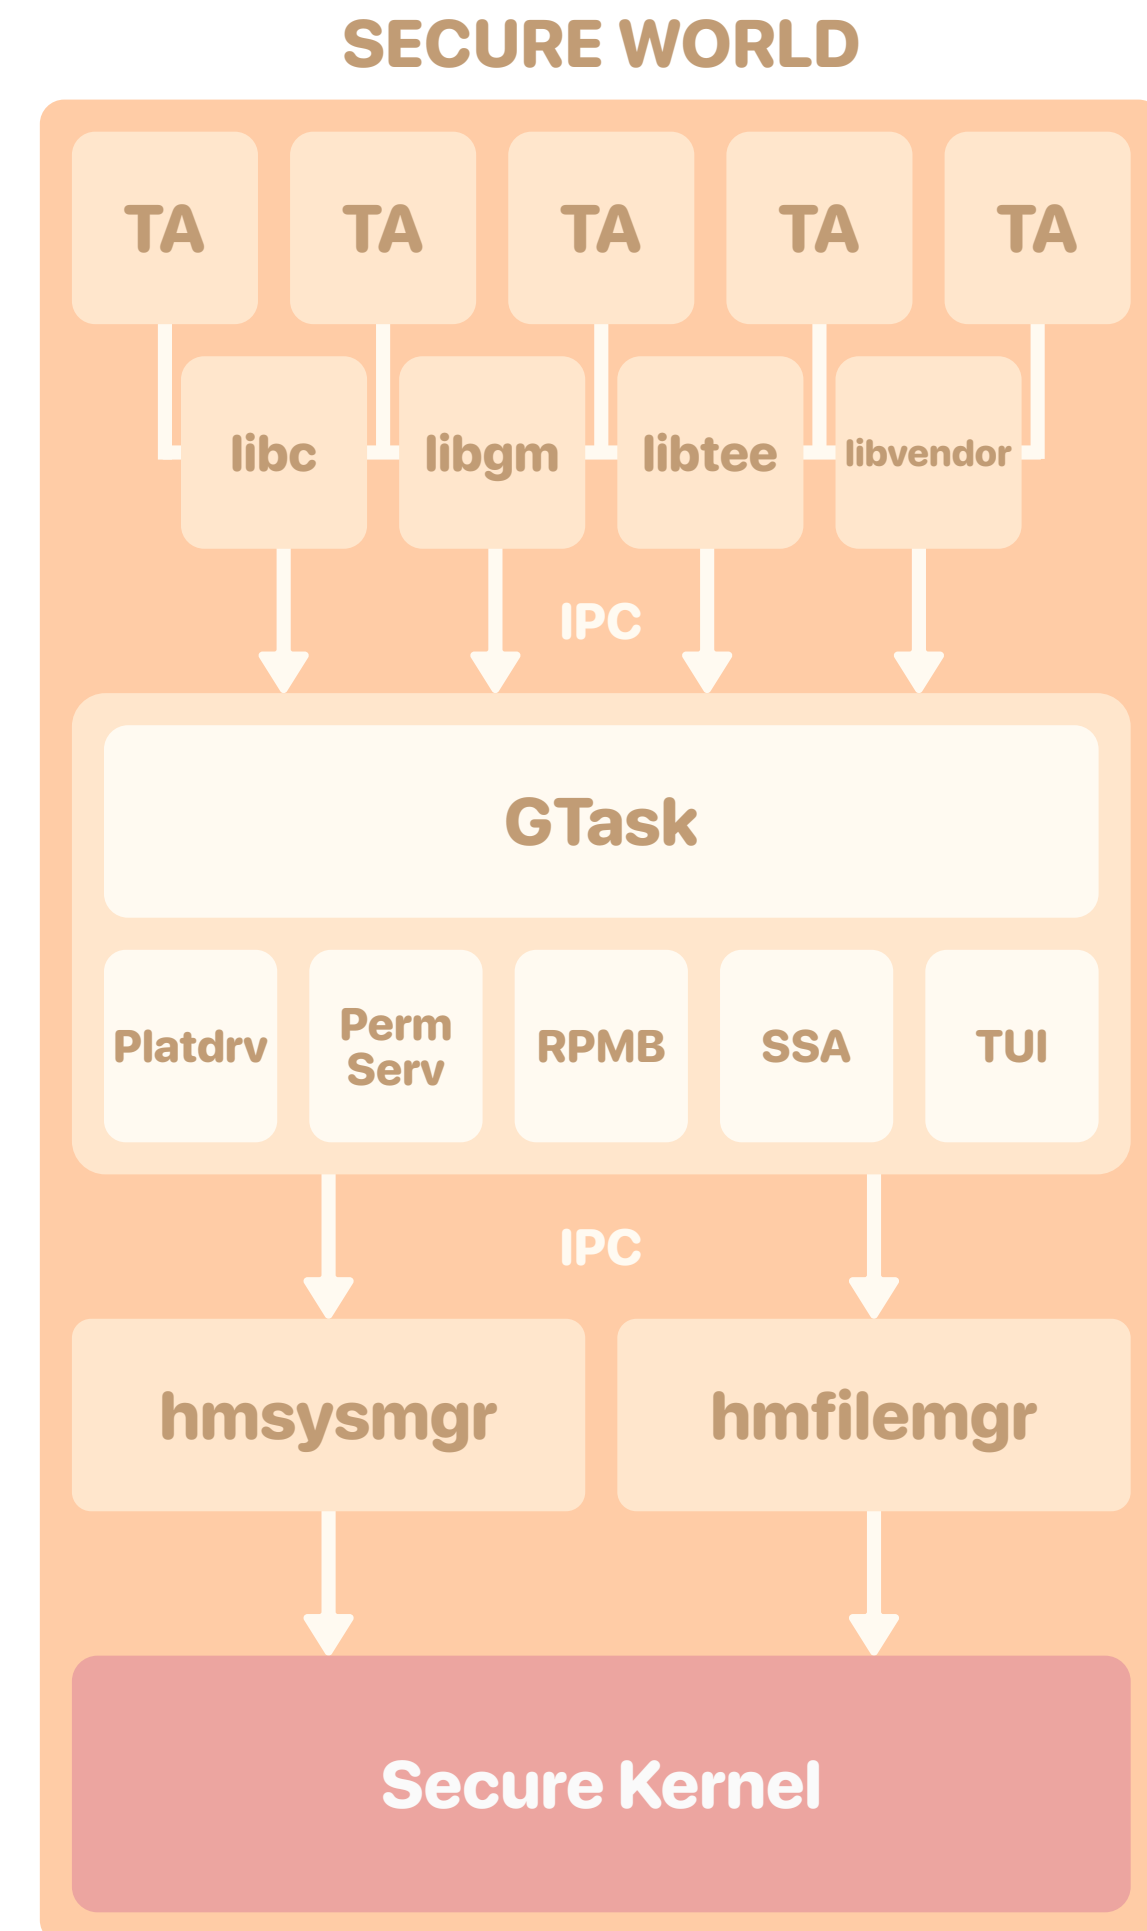 SECURE WORLD
TA TA TA TA TA
libc libgm libtee libvendor
IPC
GTask
Platdrv Perm Serv RPMB SSA TUI
IPC
hmsysmgr hmfilemgr
Secure Kernel